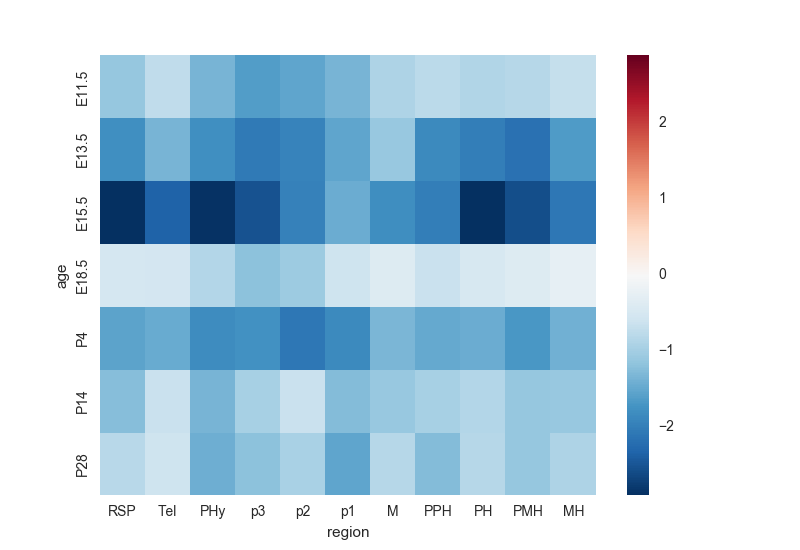 age
E11.5
E13.5
E15.5
E18.5
P4
P14
P28
RSP Tel PHy p3 p2 p1 M PPH PH PMH MH
region
2
1
0
−1
−2